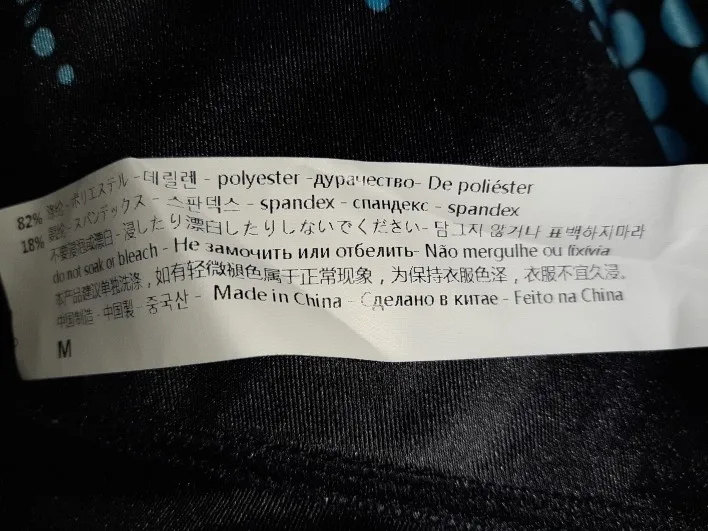 82% 涤纶 - ポリエステル - 데릴렌 - polyester -дурачество- De poliéster
18% 氨纶 - スパンデックス - 스판덱스 - spandex - спандекс - spandex
不要浸泡或漂白 - 浸したり漂白したりしないでください - 담그지 않거나 표백하지마라
do not soak or bleach - Не замочить или отбелить- Não mergulhe ou lixívia
本产品建议单独洗涤，如有轻微褪色属于正常现象，为保持衣服色泽，衣服不宜久浸。
中国制造 - 中国製 - 중국산 - Made in China - Сделано в китае - Feito na China
M